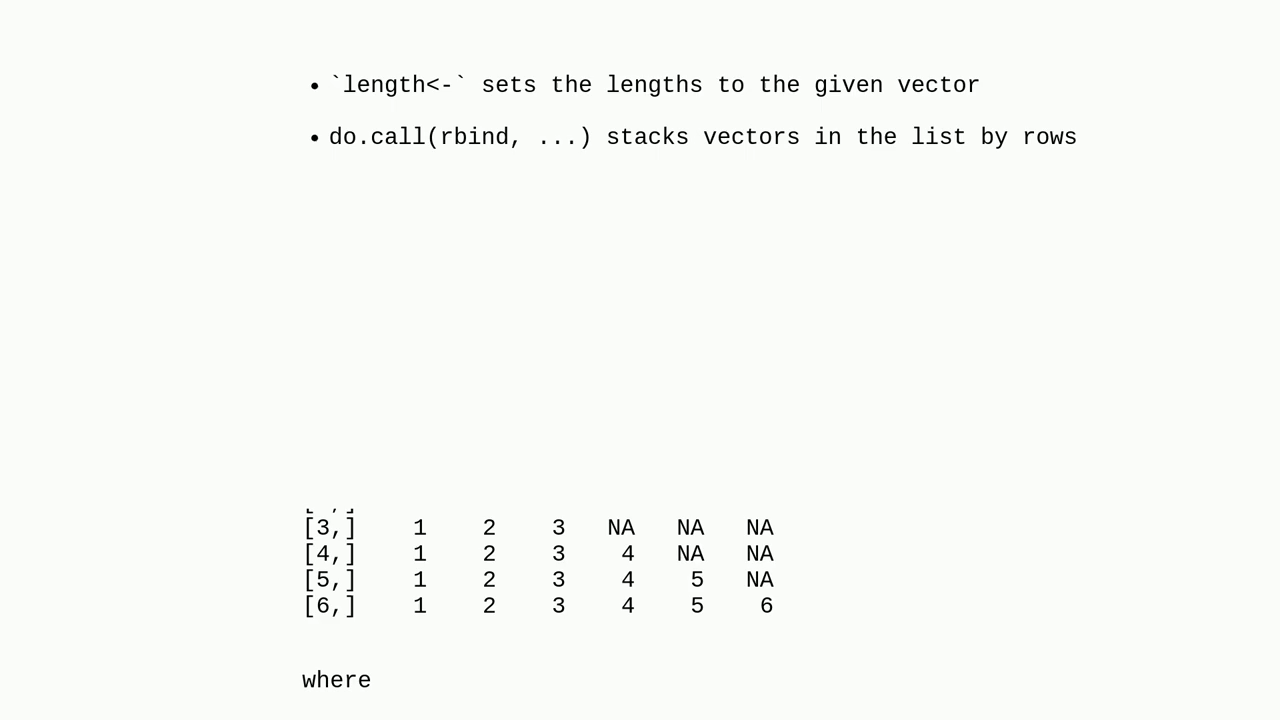 • `length<-` sets the lengths to the given vector
• do.call(rbind, ...) stacks vectors in the list by rows
[3,]    1    2    3   NA   NA   NA
[4,]    1    2    3    4   NA   NA
[5,]    1    2    3    4    5   NA
[6,]    1    2    3    4    5    6
where